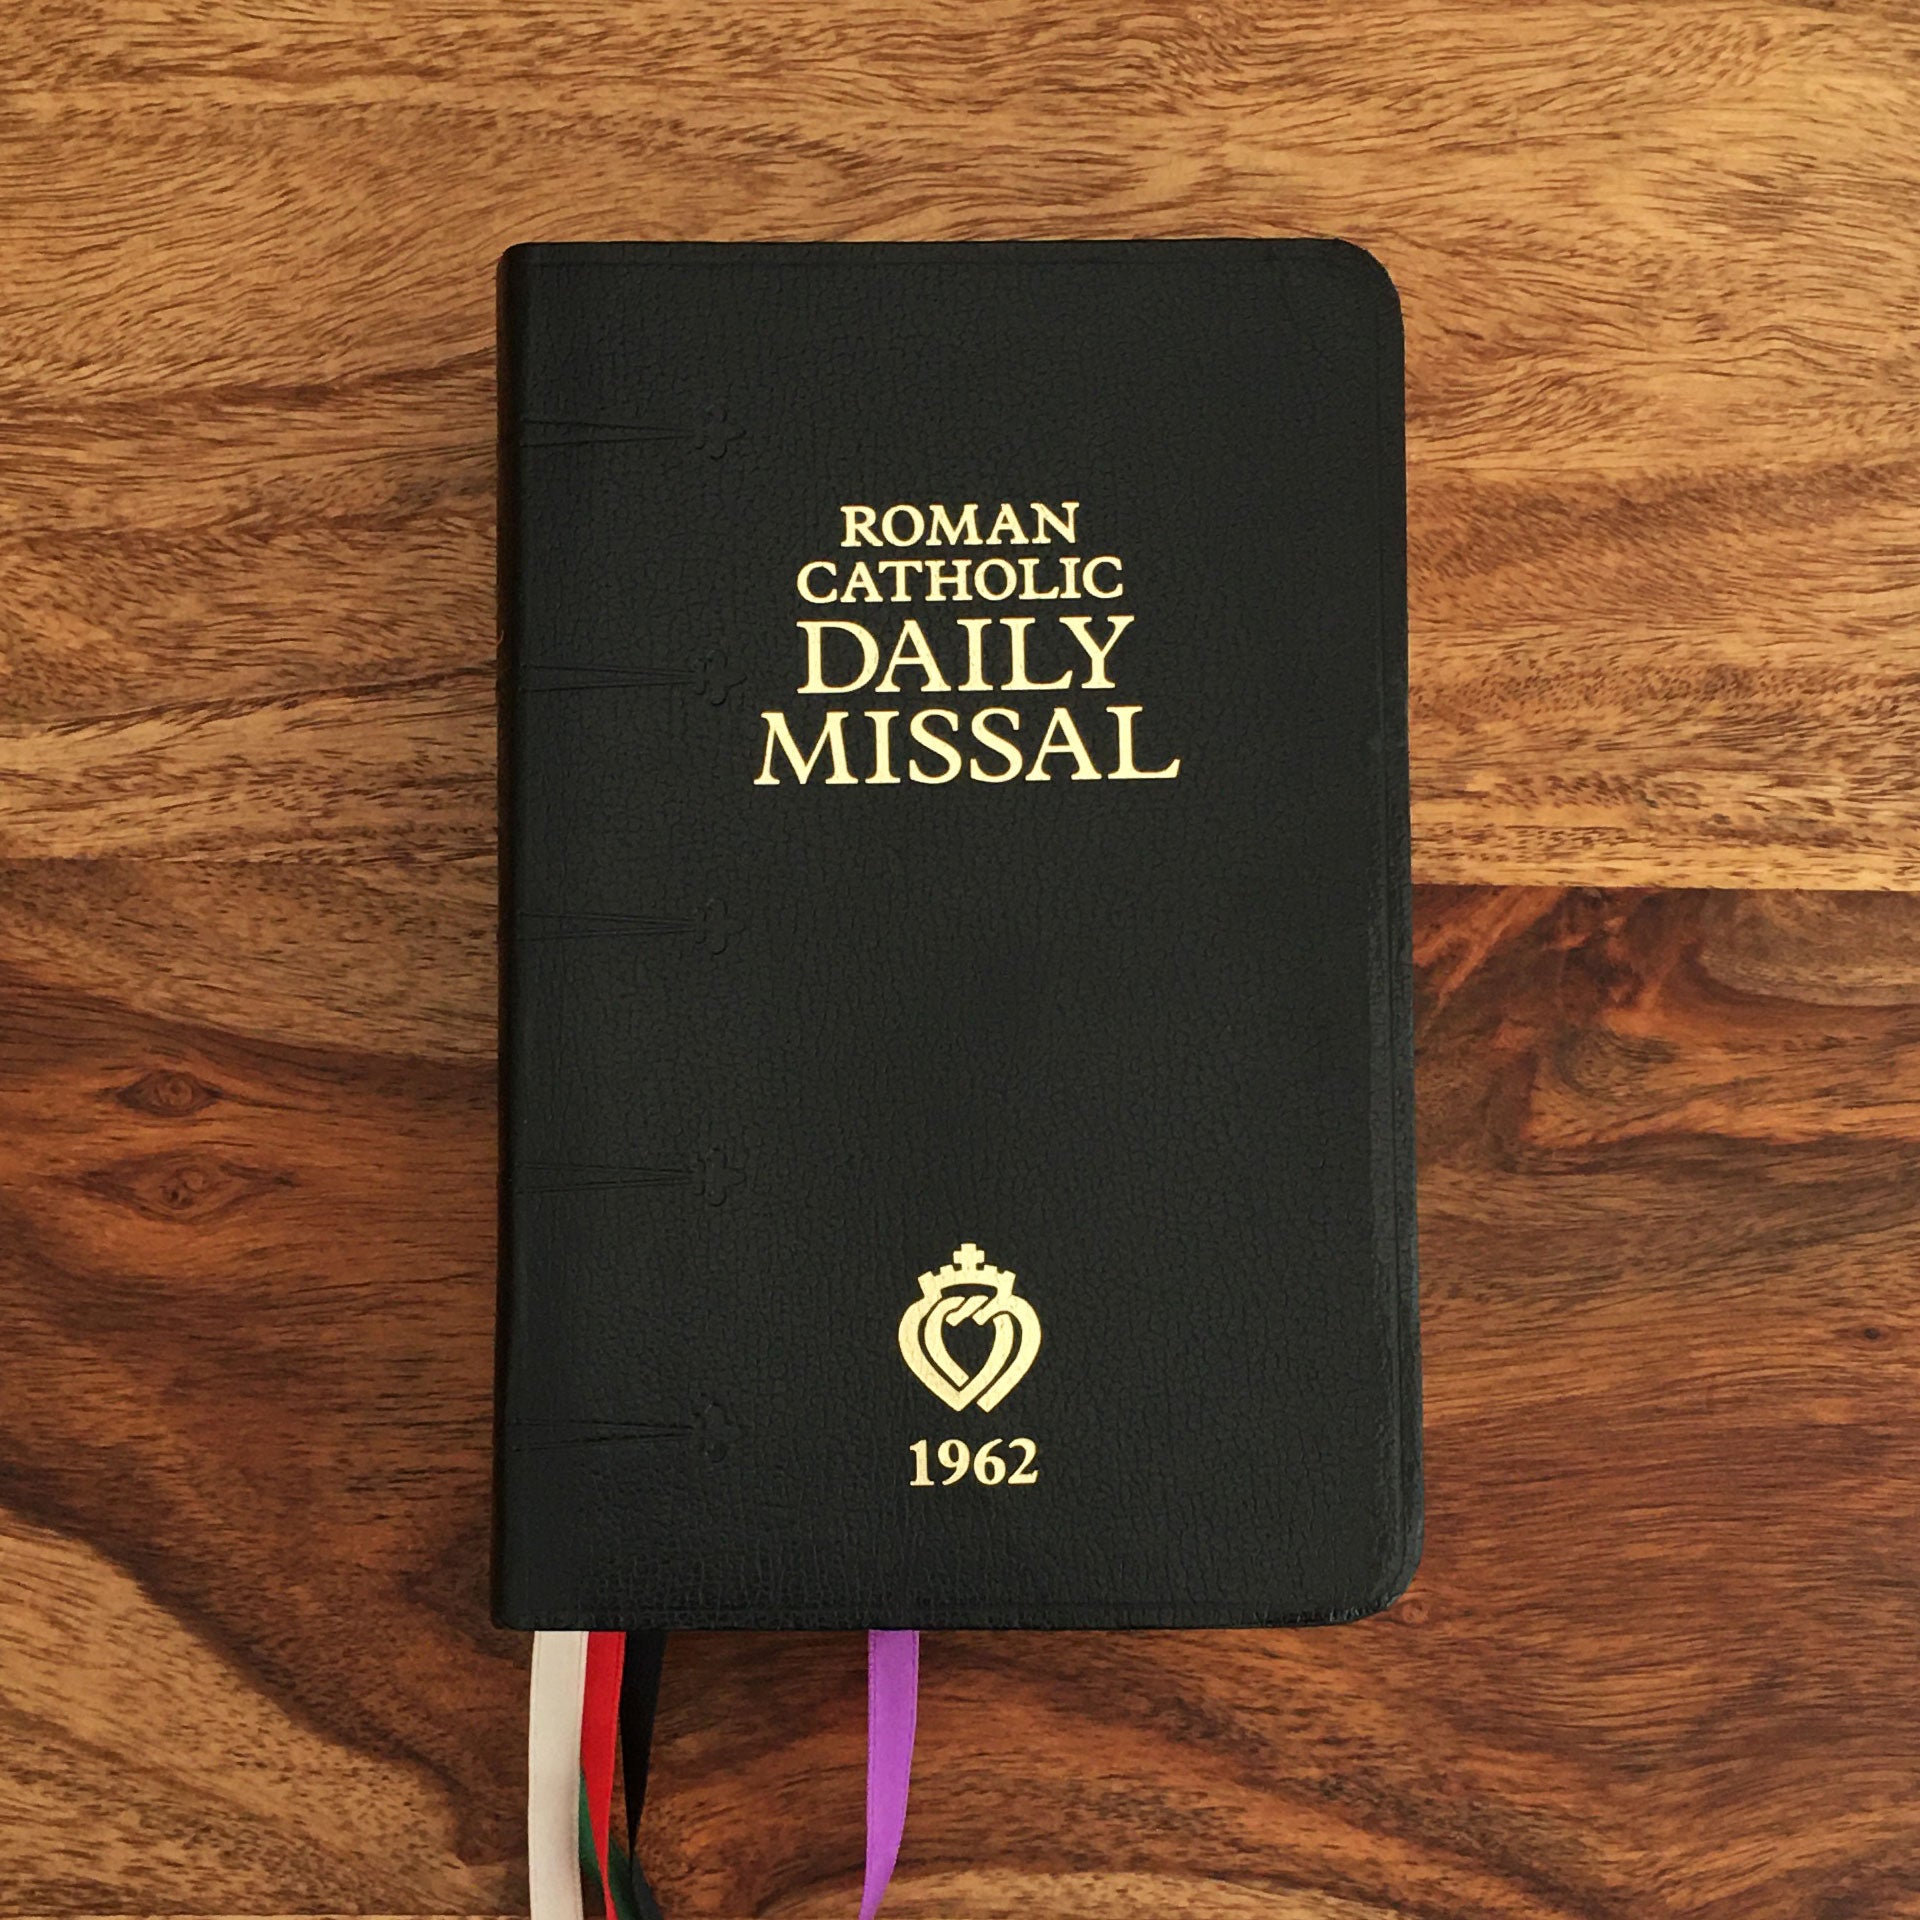 ROMAN
CATHOLIC
DAILY
MISSAL
1962